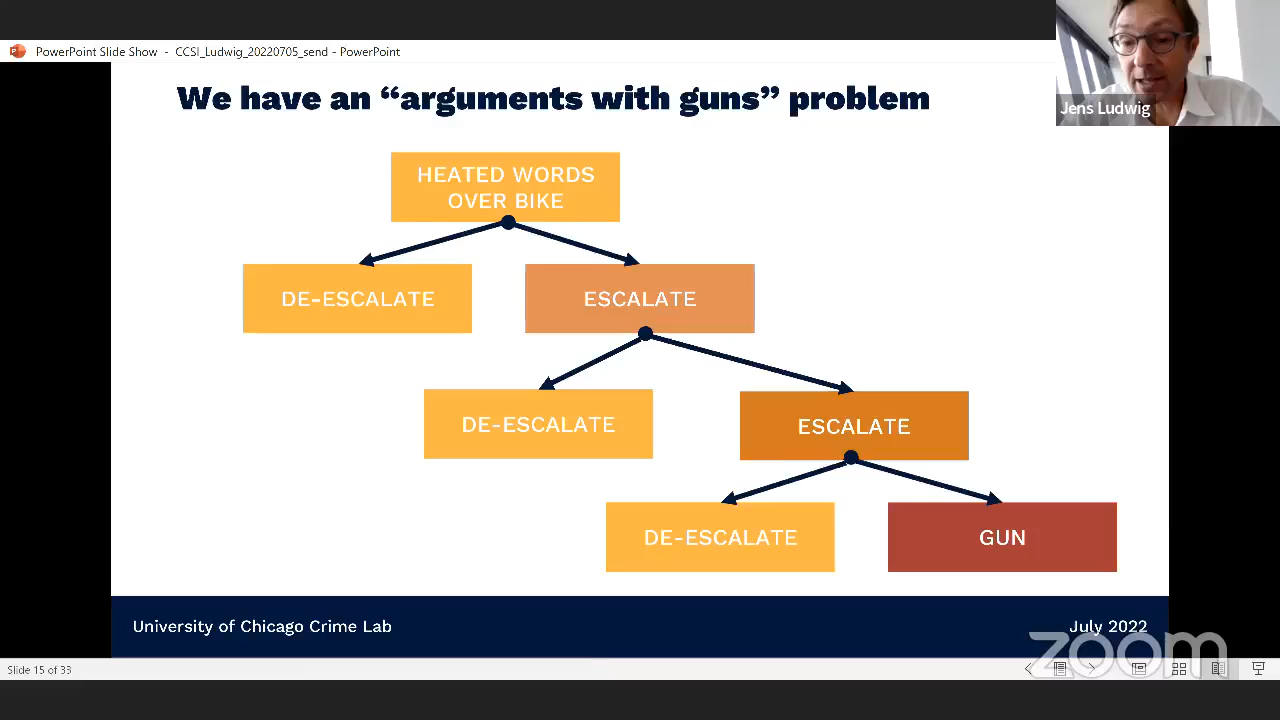 PowerPoint Slide Show - CCSI_Ludwig_20220705_send - PowerPoint
Jens Ludwig
We have an “arguments with guns” problem
HEATED WORDS
OVER BIKE
DE-ESCALATE
ESCALATE
DE-ESCALATE
ESCALATE
DE-ESCALATE
GUN
University of Chicago Crime Lab
July 2022
zoom
Slide 15 of 33